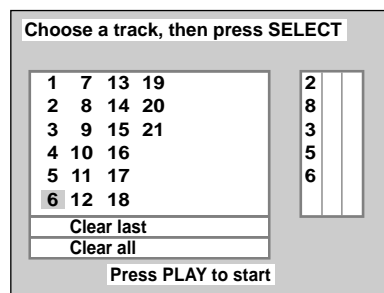 Choose a track, then press SELECT
1 7 13 19
2 8 14 20
3 9 15 21
4 10 16
5 11 17
6 12 18
Clear last
Clear all
2
8
3
5
6
Press PLAY to start